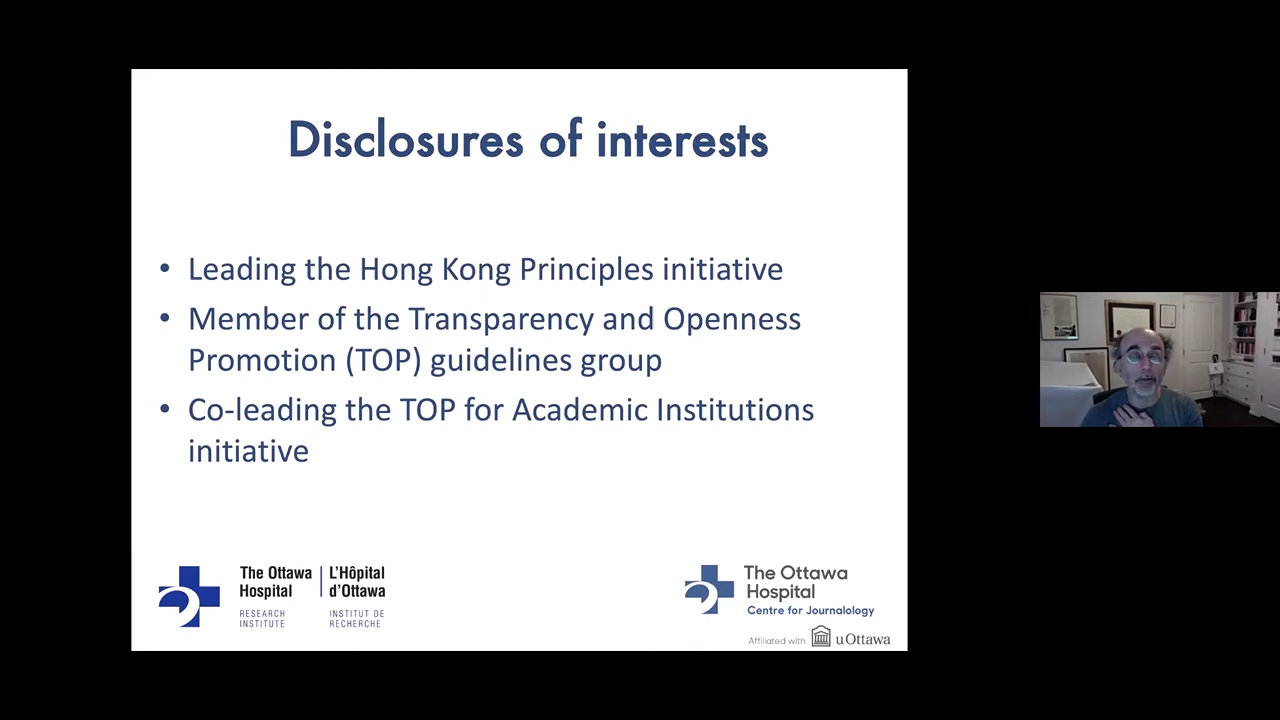 Disclosures of interests
• Leading the Hong Kong Principles initiative
• Member of the Transparency and Openness
Promotion (TOP) guidelines group
• Co-leading the TOP for Academic Institutions
initiative
The Ottawa
Hospital
RESEARCH
INSTITUTE
L'Hôpital
d'Ottawa
INSTITUT DE
RECHERCHE
The Ottawa
Hospital
Centre for Journalology
Affiliated with uOttawa